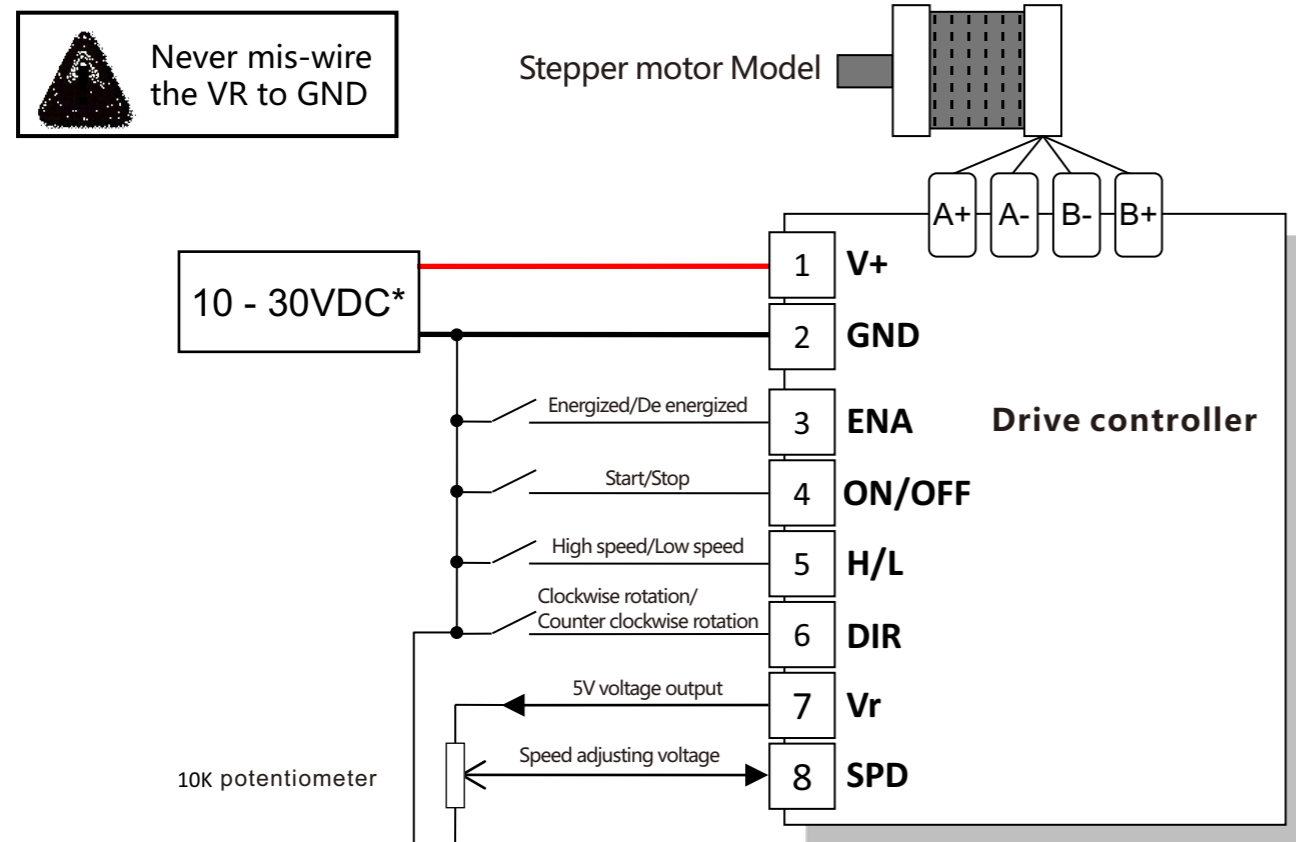 Never mis-wire
the VR to GND
Stepper motor Model
A+ A- B- B+
10 - 30VDC*
1 V+
2 GND
Energized/De energized 3 ENA
Drive controller
Start/Stop 4 ON/OFF
High speed/Low speed 5 H/L
Clockwise rotation/
Counter clockwise rotation 6 DIR
5V voltage output 7 Vr
Speed adjusting voltage 8 SPD
10K potentiometer